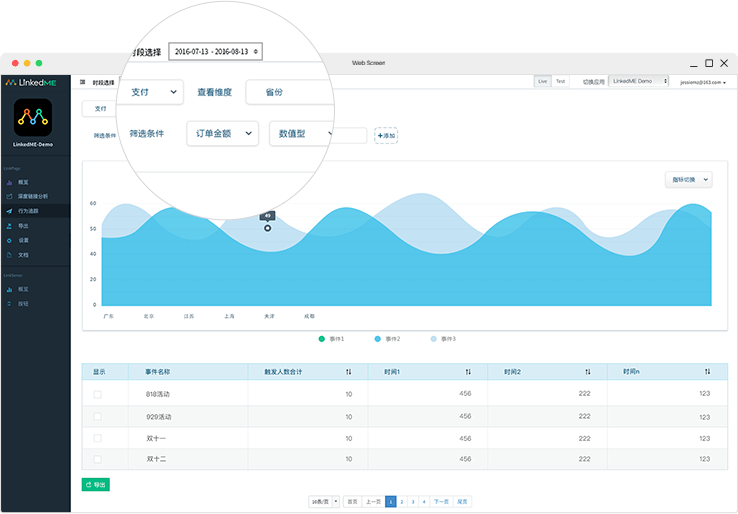 Web Screen
LinkedME
时段选择
时段选择
2016-07-13 - 2016-08-13
Live
Test
切换应用
LinkedME Demo
jessiemz@163.com
支付
支付
查看维度
省份
筛选条件
筛选条件
订单金额
数值型
+添加
LinkedME-Demo
LinkPage
概览
深度链接分析
行为追踪
导出
设置
文档
LinkSense
概览
按钮
指标切换
49
60
50
40
20
0
广东
北京
江苏
上海
天津
成都
事件1
事件2
事件3
显示
事件名称
触发人数合计
时间1
时间2
时间n
818活动
10
456
222
123
929活动
10
456
222
123
双十一
10
456
222
123
双十二
10
456
222
123
导出
10条/页
首页
上一页
1
2
3
4
下一页
尾页